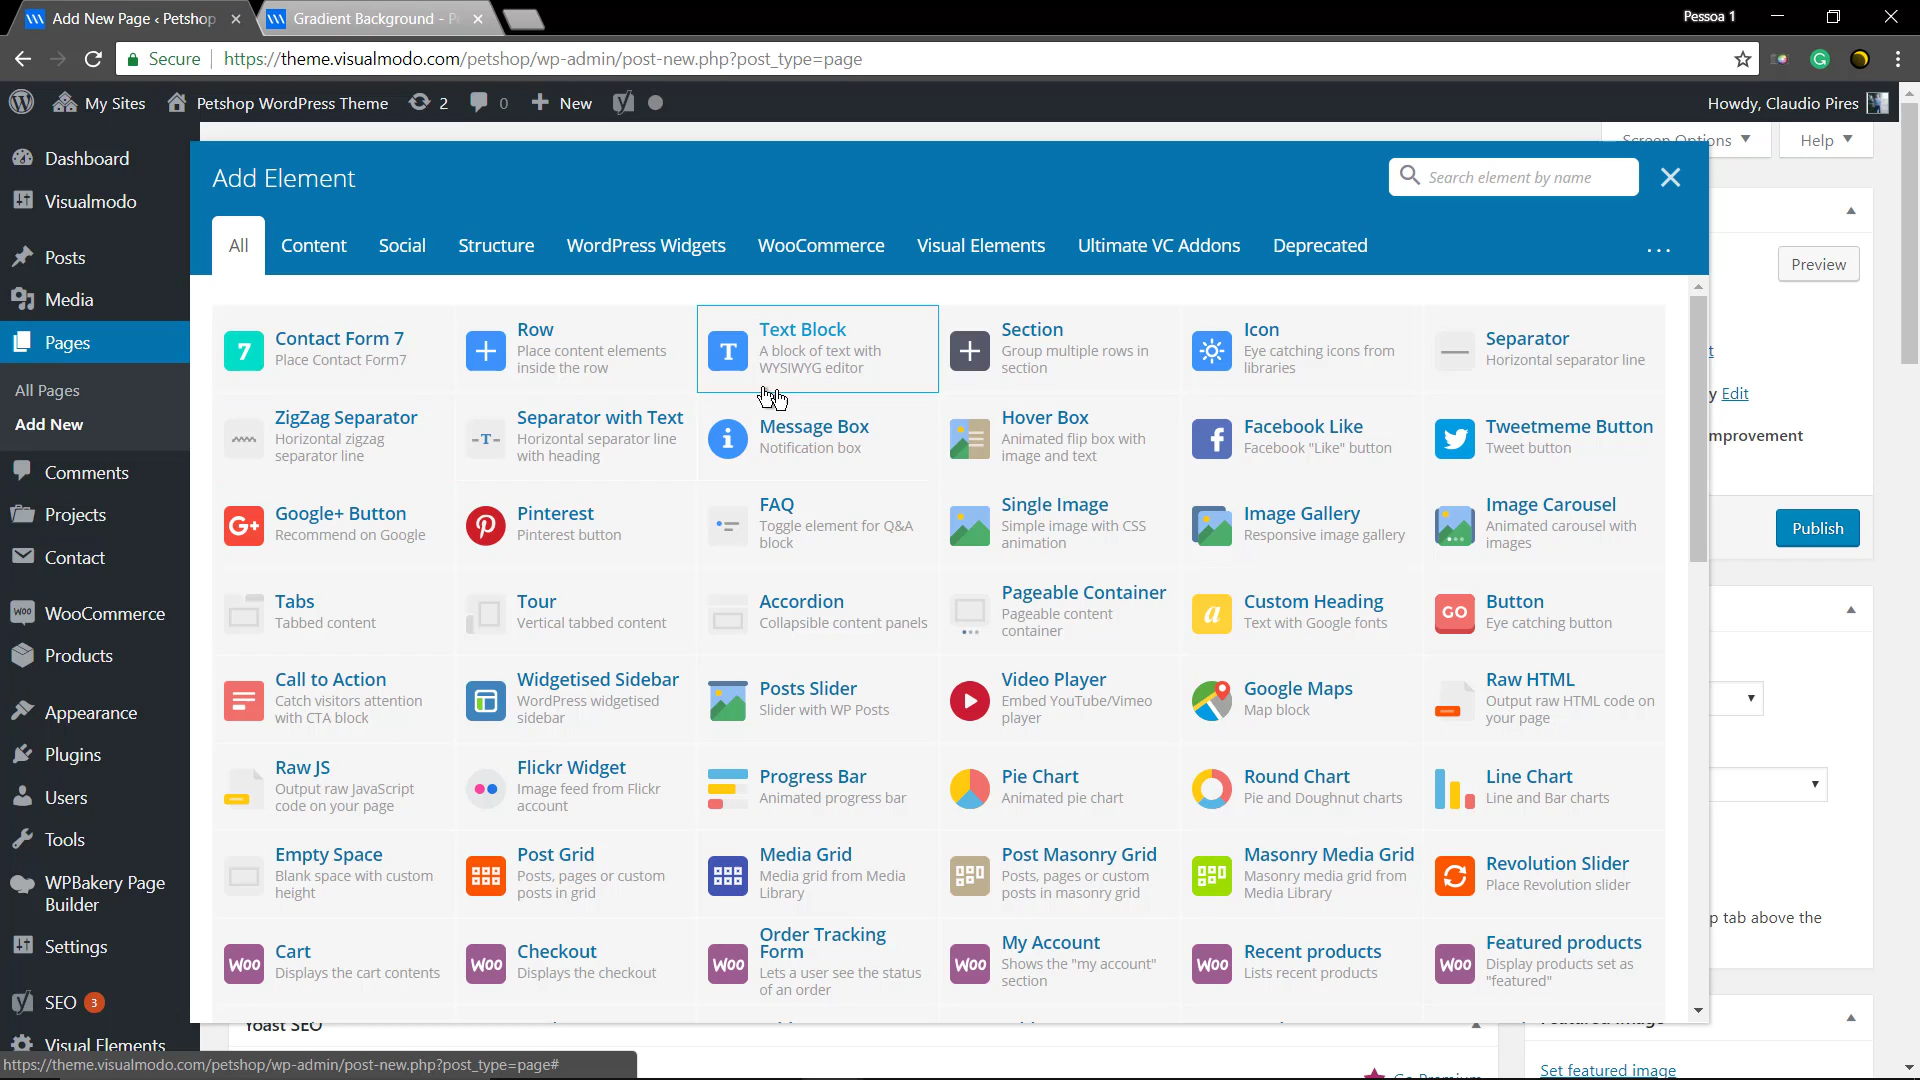 Add New Page ‹ Petshop
Gradient Background - P
Pessoa 1
Secure
https://theme.visualmodo.com/petshop/wp-admin/post-new.php?post_type=page
My Sites
Petshop WordPress Theme
2
0
New
Howdy, Claudio Pires
Screen Options
Help
Dashboard
Visualmodo
Posts
Media
Pages
All Pages
Add New
Comments
Projects
Contact
WooCommerce
Products
Appearance
Plugins
Users
Tools
WPBakery Page
Builder
Settings
SEO 3
Visual Elements
Add Element
Search element by name
All
Content
Social
Structure
WordPress Widgets
WooCommerce
Visual Elements
Ultimate VC Addons
Deprecated
...
Contact Form 7
Place Contact Form7
Row
Place content elements
inside the row
Text Block
A block of text with
WYSIWYG editor
Section
Group multiple rows in
section
Icon
Eye catching icons from
libraries
Separator
Horizontal separator line
ZigZag Separator
Horizontal zigzag
separator line
Separator with Text
Horizontal separator line
with heading
Message Box
Notification box
Hover Box
Animated flip box with
image and text
Facebook Like
Facebook "Like" button
Tweetmeme Button
Tweet button
Google+ Button
Recommend on Google
Pinterest
Pinterest button
FAQ
Toggle element for Q&A
block
Single Image
Simple image with CSS
animation
Image Gallery
Responsive image gallery
Image Carousel
Animated carousel with
images
Tabs
Tabbed content
Tour
Vertical tabbed content
Accordion
Collapsible content panels
Pageable Container
Pageable content
container
Custom Heading
Text with Google fonts
Button
Eye catching button
Call to Action
Catch visitors attention
with CTA block
Widgetised Sidebar
WordPress widgetised
sidebar
Posts Slider
Slider with WP Posts
Video Player
Embed YouTube/Vimeo
player
Google Maps
Map block
Raw HTML
Output raw HTML code on
your page
Raw JS
Output raw JavaScript
code on your page
Flickr Widget
Image feed from Flickr
account
Progress Bar
Animated progress bar
Pie Chart
Animated pie chart
Round Chart
Pie and Doughnut charts
Line Chart
Line and Bar charts
Empty Space
Blank space with custom
height
Post Grid
Posts, pages or custom
posts in grid
Media Grid
Media grid from Media
Library
Post Masonry Grid
Posts, pages or custom
posts in masonry grid
Masonry Media Grid
Masonry media grid from
Media Library
Revolution Slider
Place Revolution slider
Cart
Displays the cart contents
Checkout
Displays the checkout
Order Tracking
Form
Lets a user see the status
of an order
My Account
Shows the "my account"
section
Recent products
Lists recent products
Featured products
Display products set as
"featured"
Preview
t
y Edit
mprovement
Publish
p tab above the
Yoast SEO
Go Premium
Set featured image
https://theme.visualmodo.com/petshop/wp-admin/post-new.php?post_type=page#